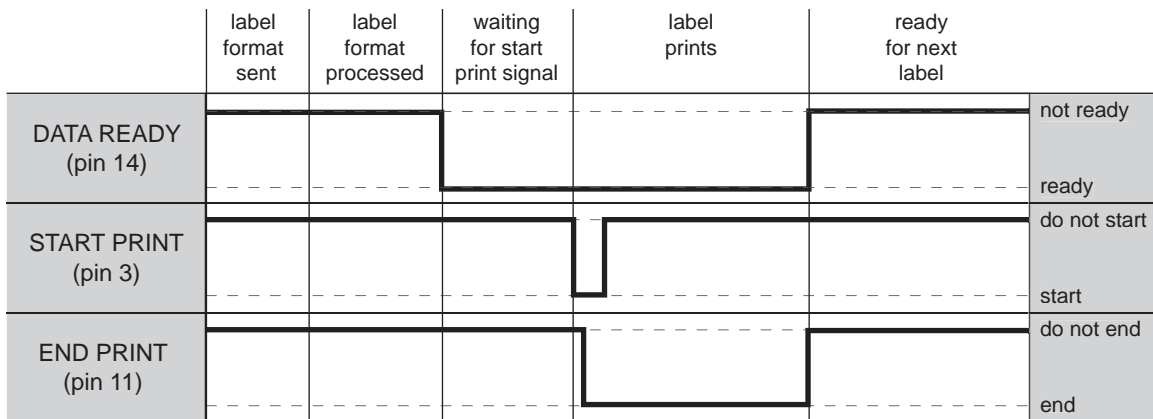 label
format
sent
label
format
processed
waiting
for start
print signal
label
prints
ready
for next
label
DATA READY
(pin 14)
not ready
ready
START PRINT
(pin 3)
do not start
start
END PRINT
(pin 11)
do not end
end